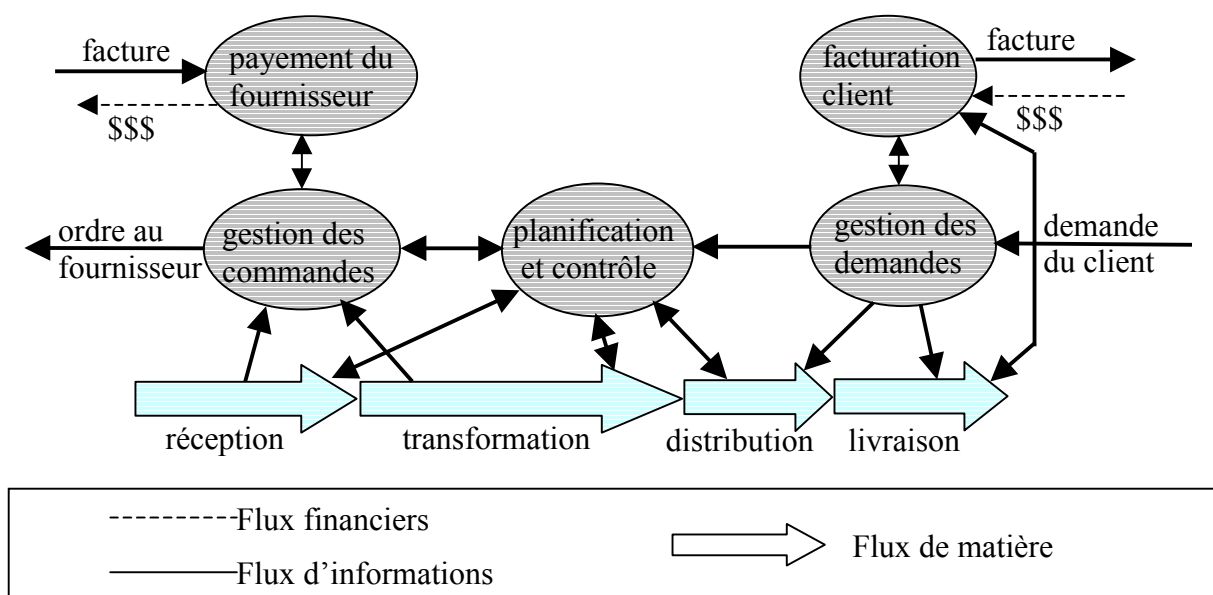 facture
payement du
fournisseur
$$$
facturation
client
facture
$$$
ordre au
fournisseur
gestion des
commandes
planification
et contrôle
gestion des
demandes
demande
du client
réception
transformation
distribution
livraison
Flux financiers
Flux d’informations
Flux de matière